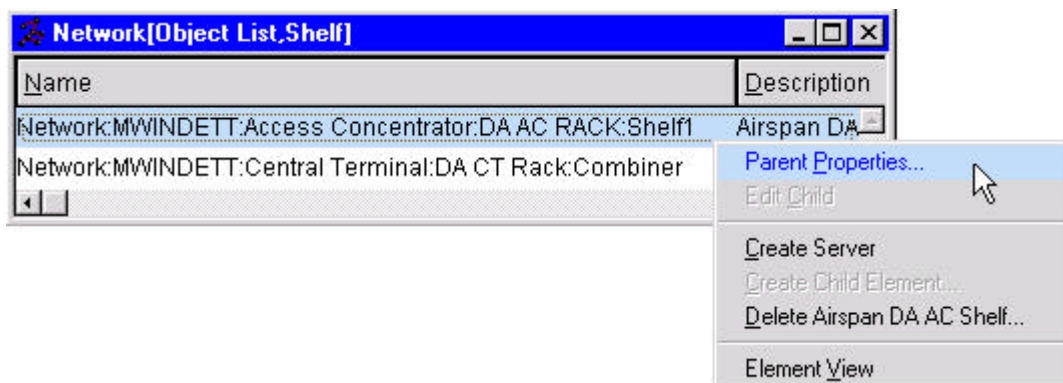 Network[Object List,Shelf]
Name Description
Network:MWINDETT:Access Concentrator:DA AC RACK:Shelf1 Airspan DA
Network:MWINDETT:Central Terminal:DA CT Rack:Combiner
Parent Properties...
Edit Child
Create Server
Create Child Element...
Delete Airspan DA AC Shelf...
Element View